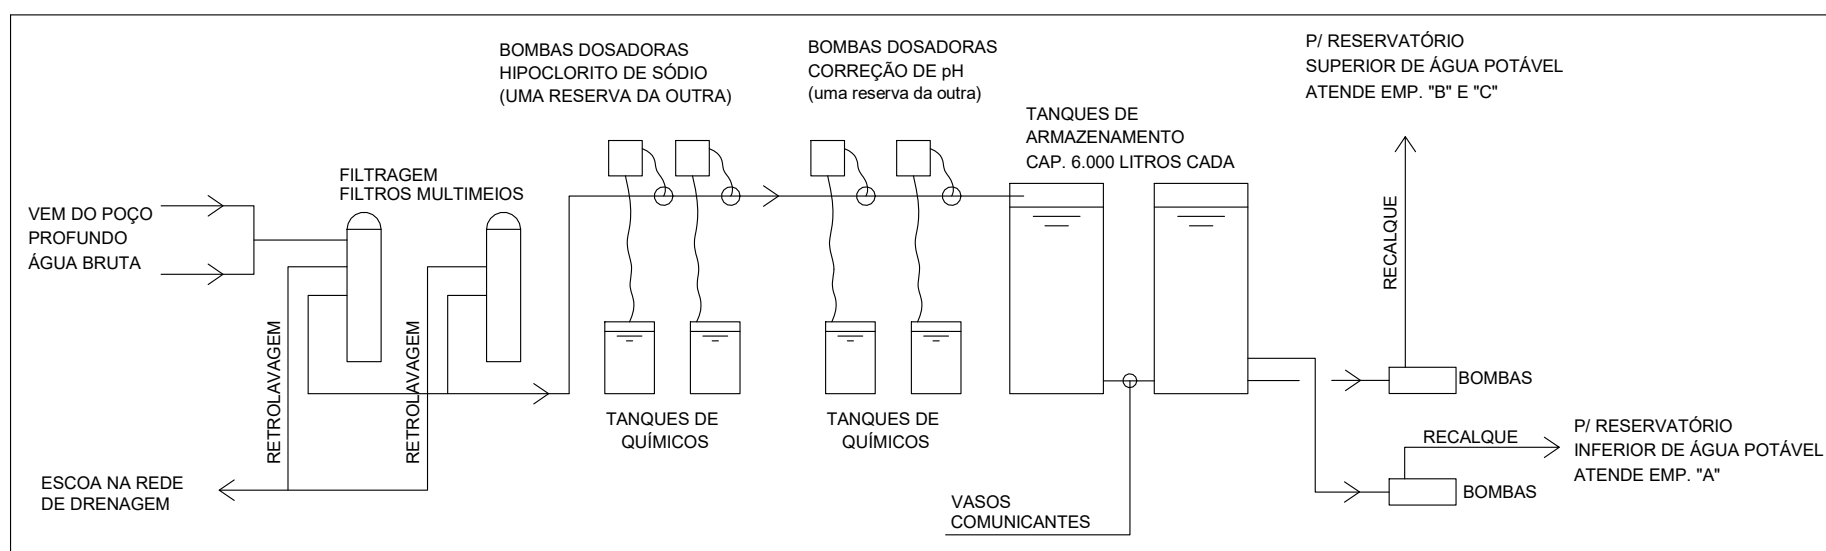 BOMBAS DOSADORAS
HIPOCLORITO DE SÓDIO
(UMA RESERVA DA OUTRA)
BOMBAS DOSADORAS
CORREÇÃO DE pH
(uma reserva da outra)
P/ RESERVATÓRIO
SUPERIOR DE ÁGUA POTÁVEL
ATENDE EMP. "B" E "C"
TANQUES DE
ARMAZENAMENTO
CAP. 6.000 LITROS CADA
FILTRAGEM
FILTROS MULTIMEIOS
VEM DO POÇO
PROFUNDO
ÁGUA BRUTA
RECALQUE
RETROLAVAGEM
RETROLAVAGEM
BOMBAS
TANQUES DE
QUÍMICOS
TANQUES DE
QUÍMICOS
RECALQUE
P/ RESERVATÓRIO
INFERIOR DE ÁGUA POTÁVEL
ATENDE EMP. "A"
ESCOA NA REDE
DE DRENAGEM
BOMBAS
VASOS
COMUNICANTES